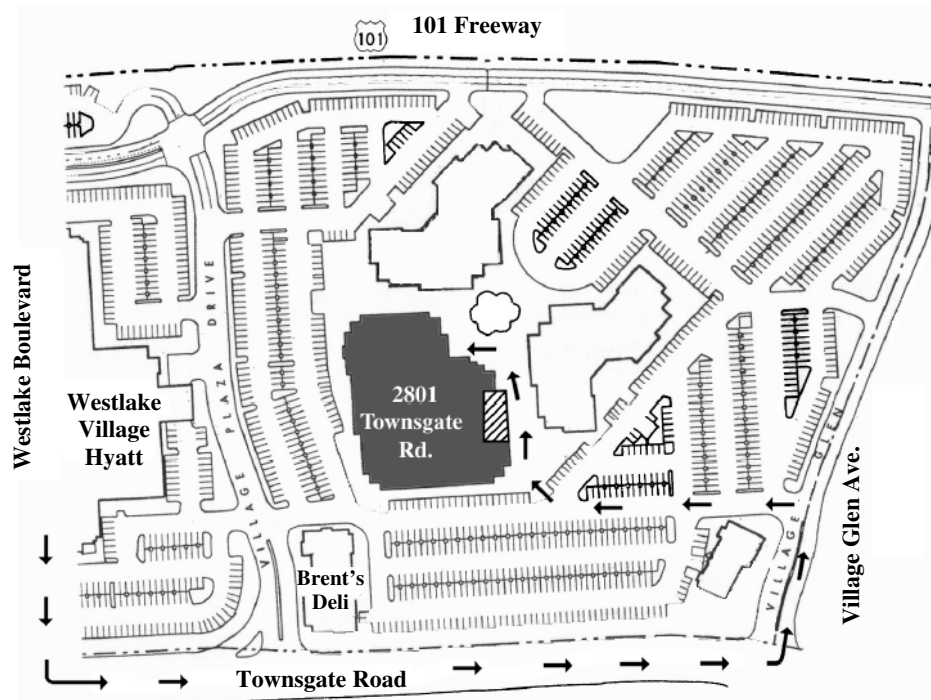 101 Freeway
101
Westlake Boulevard
VILLAGE PLAZA DRIVE
Westlake
Village
Hyatt
2801
Townsgate
Rd.
VILLAGE GLEN
Village Glen Ave.
Brent's
Deli
Townsgate Road